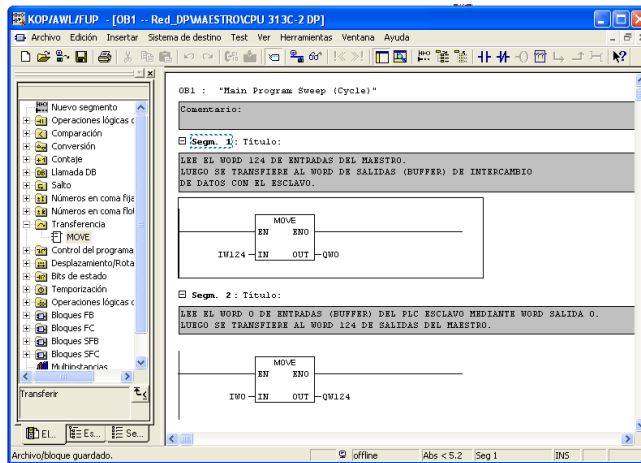 KOP/AWL/FUP - [OB1 -- Red_DP\MAESTRO\CPU 313C-2 DP]
Archivo Edición Insertar Sistema de destino Test Ver Herramientas Ventana Ayuda
Nuevo segmento
Operaciones lógicas c
Comparación
Conversión
Contaje
Llamada DB
Salto
Números en coma fija
Números en coma flot
Transferencia
MOVE
Control del programa
Desplazamiento/Rota
Bits de estado
Temporización
Operaciones lógicas c
Bloques FB
Bloques FC
Bloques SFB
Bloques SFC
Multiinstancias
Transferir
El...
Es...
Se...
OB1 : "Main Program Sweep (Cycle)"
Comentario:
Segm. 1: Título:
LEE EL WORD 124 DE ENTRADAS DEL MAESTRO.
LUEGO SE TRANSFIERE AL WORD DE SALIDAS (BUFFER) DE INTERCAMBIO
DE DATOS CON EL ESCLAVO.
MOVE
EN ENO
IW124 IN OUT QW0
Segm. 2 : Título:
LEE EL WORD 0 DE ENTRADAS (BUFFER) DEL PLC ESCLAVO MEDIANTE WORD SALIDA 0.
LUEGO SE TRANSFIERE AL WORD 124 DE SALIDAS DEL MAESTRO.
MOVE
EN ENO
IW0 IN OUT QW124
Archivo/bloque guardado. offline Abs < 5.2 Seg 1 INS